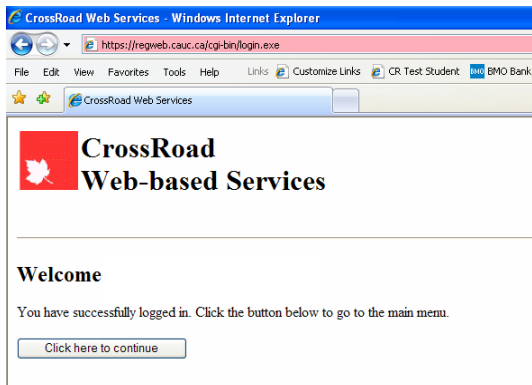 CrossRoad Web Services - Windows Internet Explorer
https://regweb.cauc.ca/cgi-bin/login.exe
File Edit View Favorites Tools Help Links Customize Links CR Test Student BMO BMO Bank
CrossRoad Web Services
CrossRoad
Web-based Services
Welcome
You have successfully logged in. Click the button below to go to the main menu.
Click here to continue